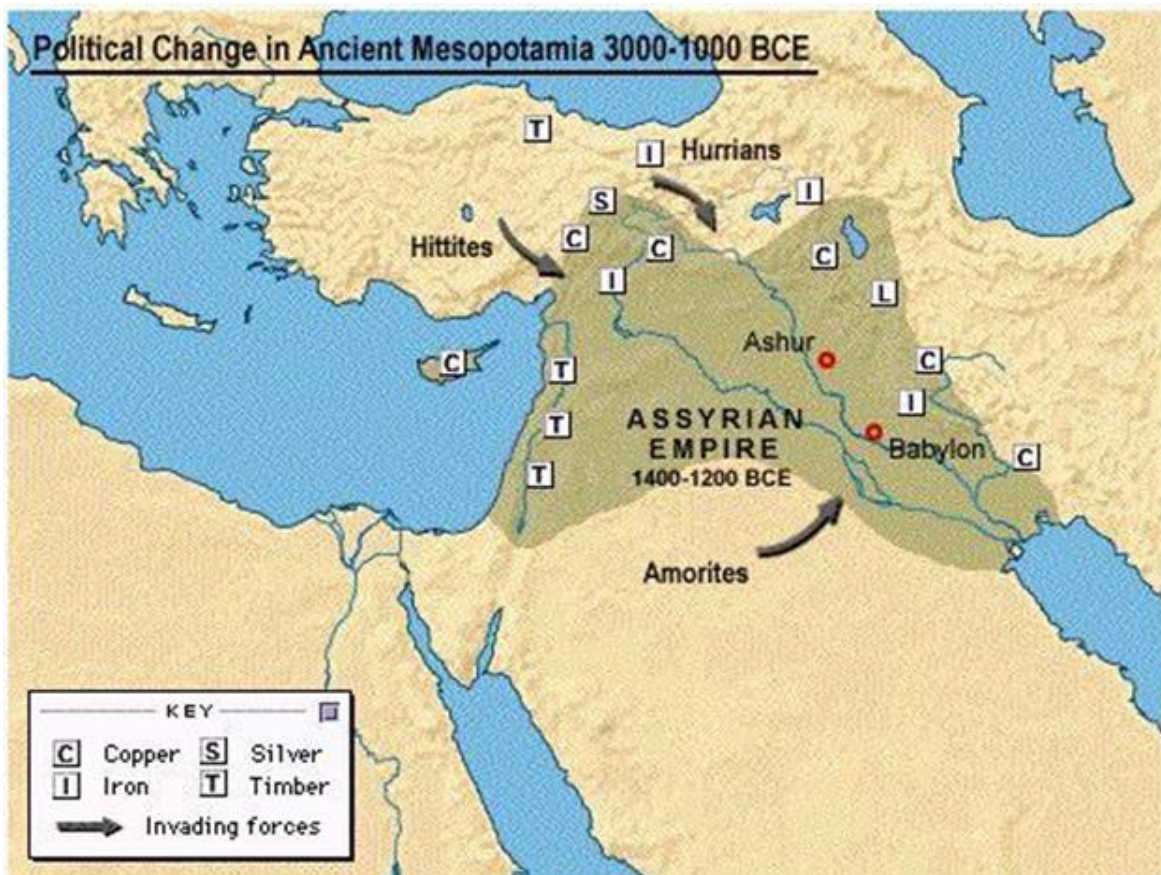 Political Change in Ancient Mesopotamia 3000-1000 BCE
T
I Hurrians
I
S
Hittites
C
C
C
I
L
Ashur
C
C
T
I
ASSYRIAN
EMPIRE
1400-1200 BCE
T
Babylon
C
T
Amorites
KEY
C Copper S Silver
I Iron T Timber
Invading forces